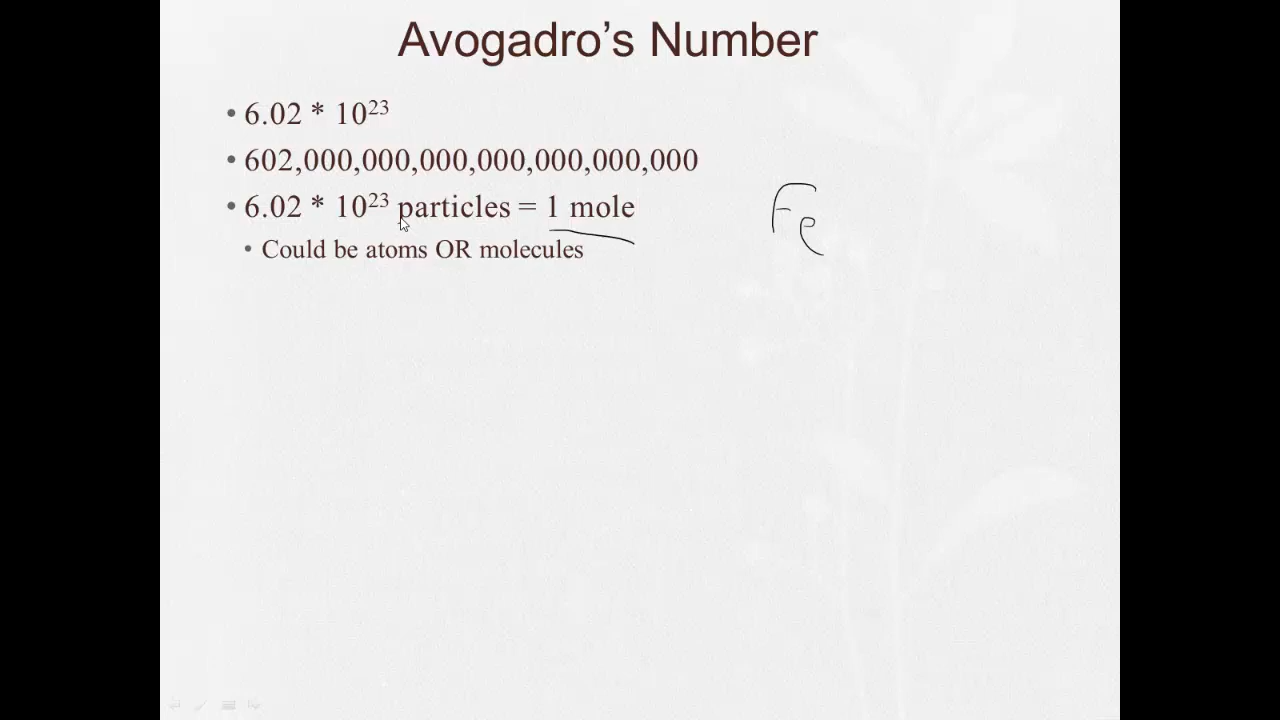 Avogadro’s Number
• 6.02 * 10²³
• 602,000,000,000,000,000,000,000
• 6.02 * 10²³ particles = 1 mole
• Could be atoms OR molecules
Fe